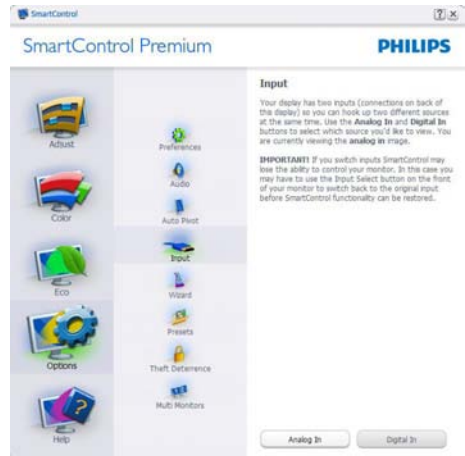 SmartControl
SmartControl Premium
PHILIPS
Adjust
Color
Eco
Options
Help
Preferences
Audio
Auto Pivot
Input
Wizard
Presets
Theft Deterrence
Multi Monitors
Input
Your display has two inputs (connections on back of
the display) so you can hook up two different sources
at the same time. Use the Analog In and Digital In
buttons to select which source you'd like to view. You
are currently viewing the analog in image.
IMPORTANT! If you switch inputs SmartControl may
lose the ability to control your monitor. In this case you
may have to use the Input Select button on the front
of your monitor to switch back to the original input
before SmartControl functionality can be restored.
Analog In
Digital In